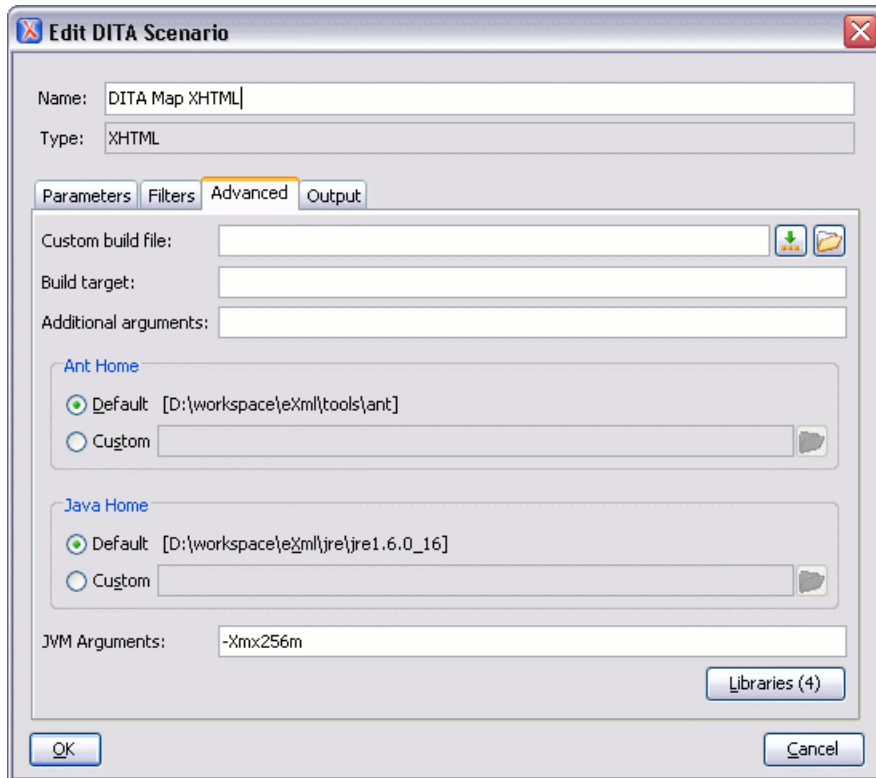 Edit DITA Scenario
Name: DITA Map XHTML
Type: XHTML
Parameters Filters Advanced Output
Custom build file:
Build target:
Additional arguments:
Ant Home
Default [D:\workspace\eXml\tools\ant]
Custom
Java Home
Default [D:\workspace\eXml\jre\jre1.6.0_16]
Custom
JVM Arguments: -Xmx256m
Libraries (4)
OK Cancel